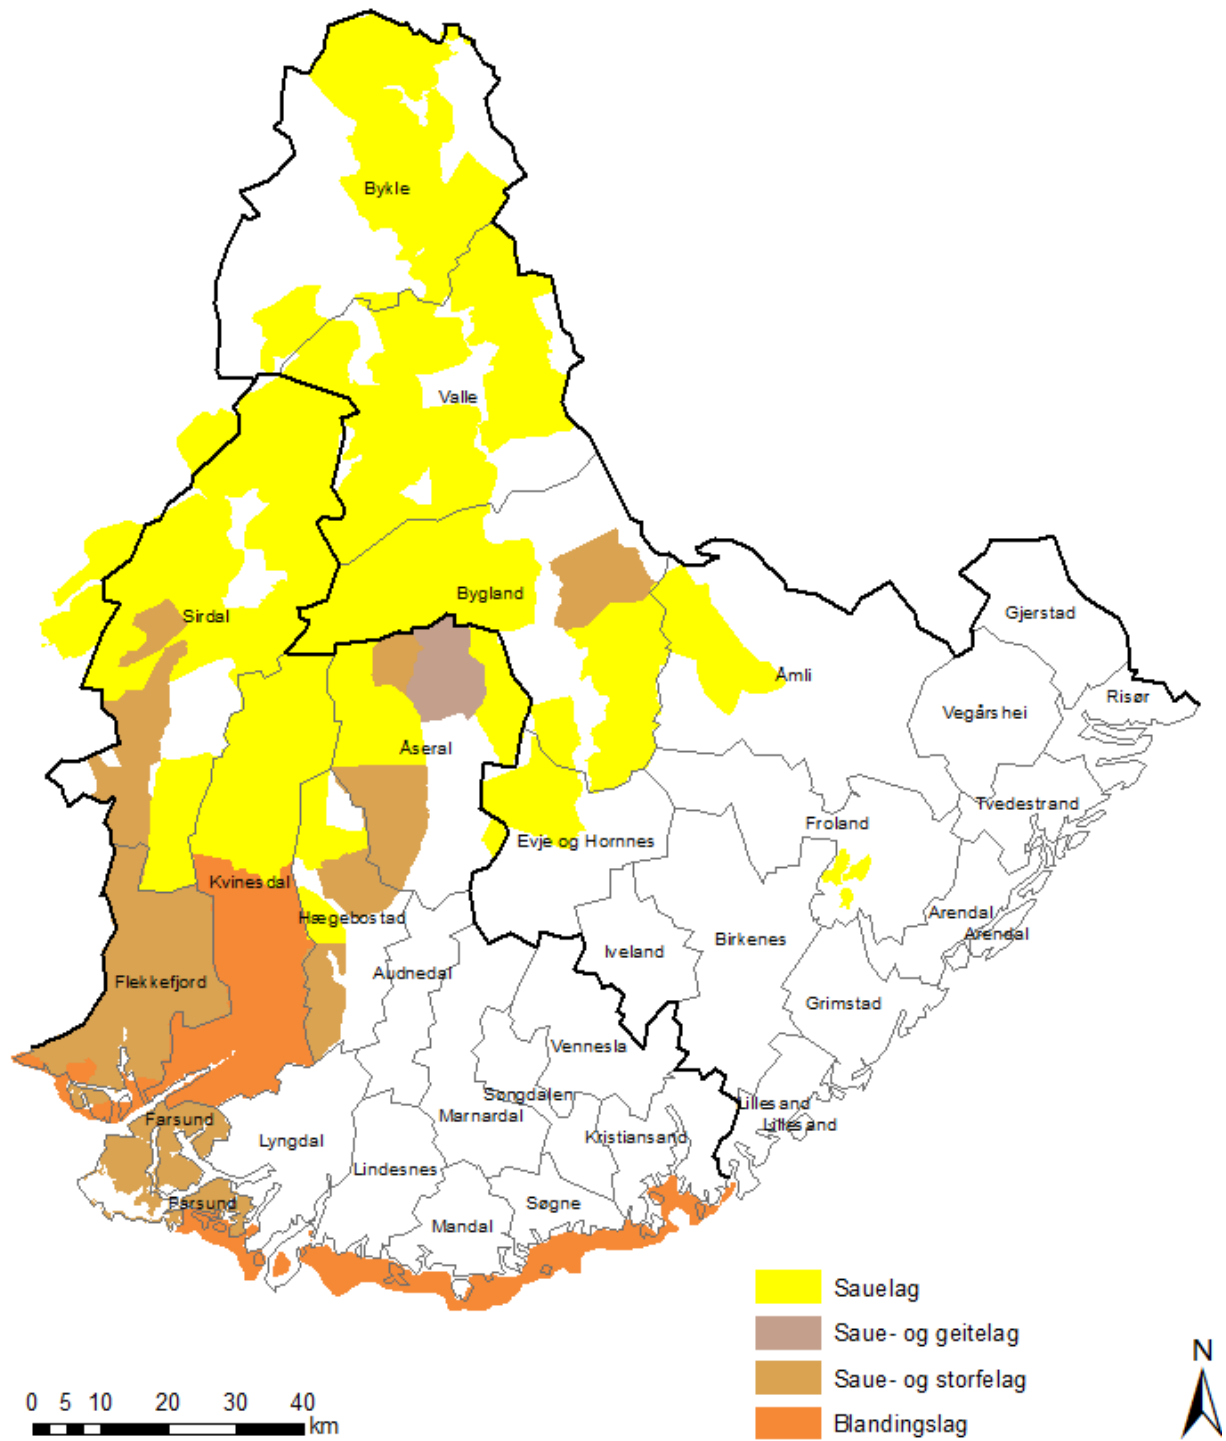 Bykle
Valle
Bygland
Sirdal
Gjerstad
Åmli
Risør
Vegårshei
Åseral
Tvedestrand
Froland
Evje og Hornnes
Kvinesdal
Hægebostad
Arendal
Arendal
Birkenes
Iveland
Audnedal
Flekkefjord
Grimstad
Vennesla
Songdalen
Lillesand
Marnardal
Farsund
Lillesand
Kristiansand
Lyngdal
Lindesnes
Farsund
Søgne
Mandal
Sauelag
Saue- og geitelag
Saue- og storfelag
Blandingslag
0 5 10 20 30 40
km
N